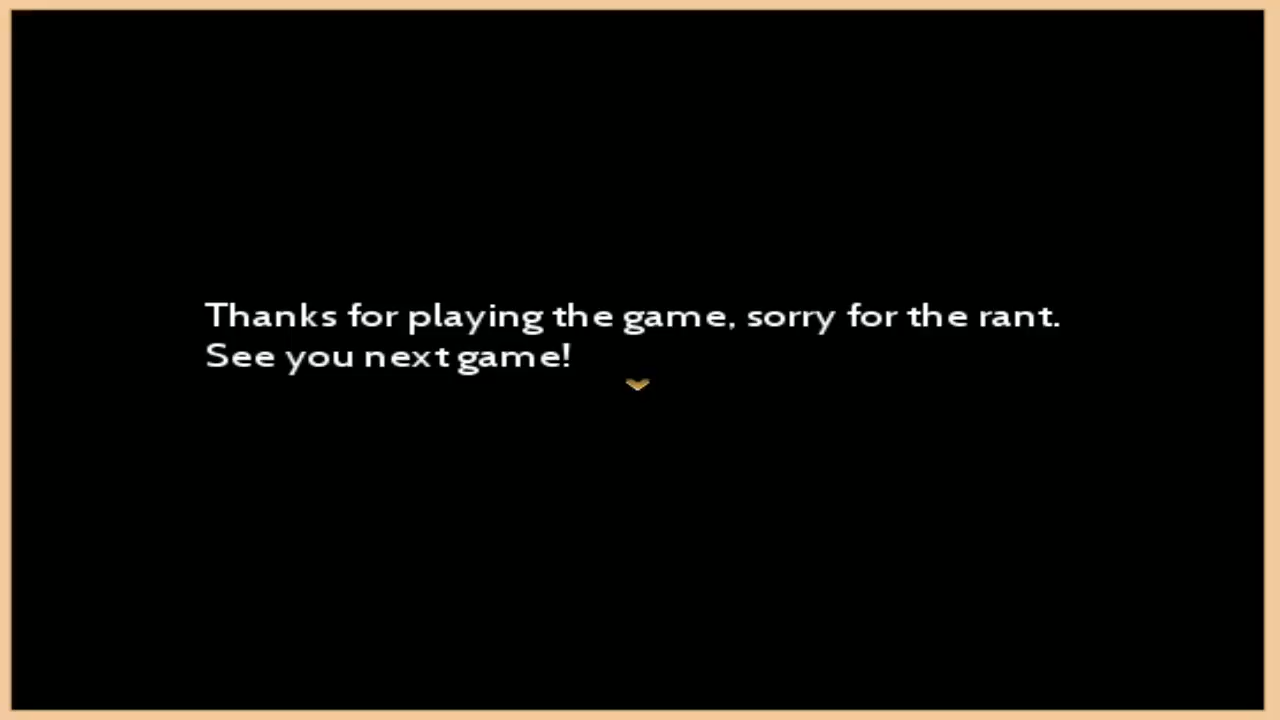 Thanks for playing the game, sorry for the rant.
See you next game!